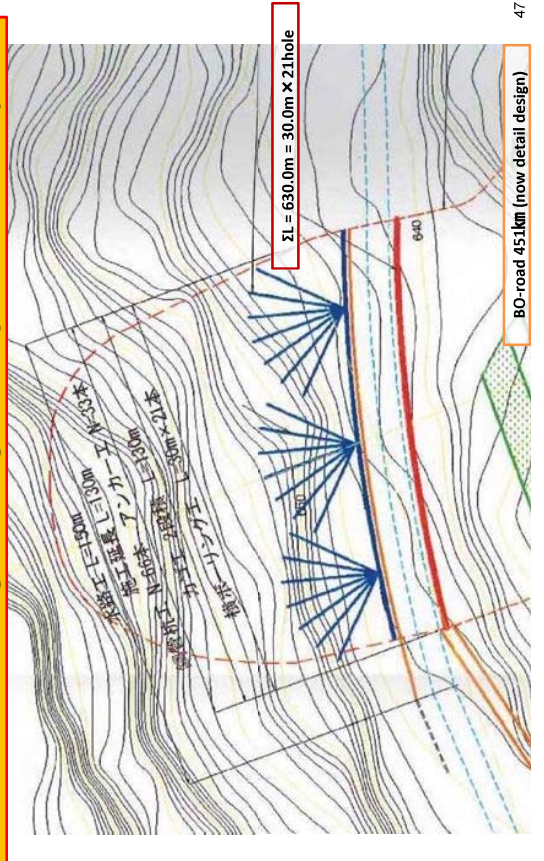 ΣL = 630.0m = 30.0m × 21hole
水路工 L=150m
施工延長 L=130m
鋼管杭工 N=66本 アンカー工 N=33本
カゴ工 2段積 L=130m
横ボーリング工 L=30m×21本
640
BO-road 451km (now detail design)
47